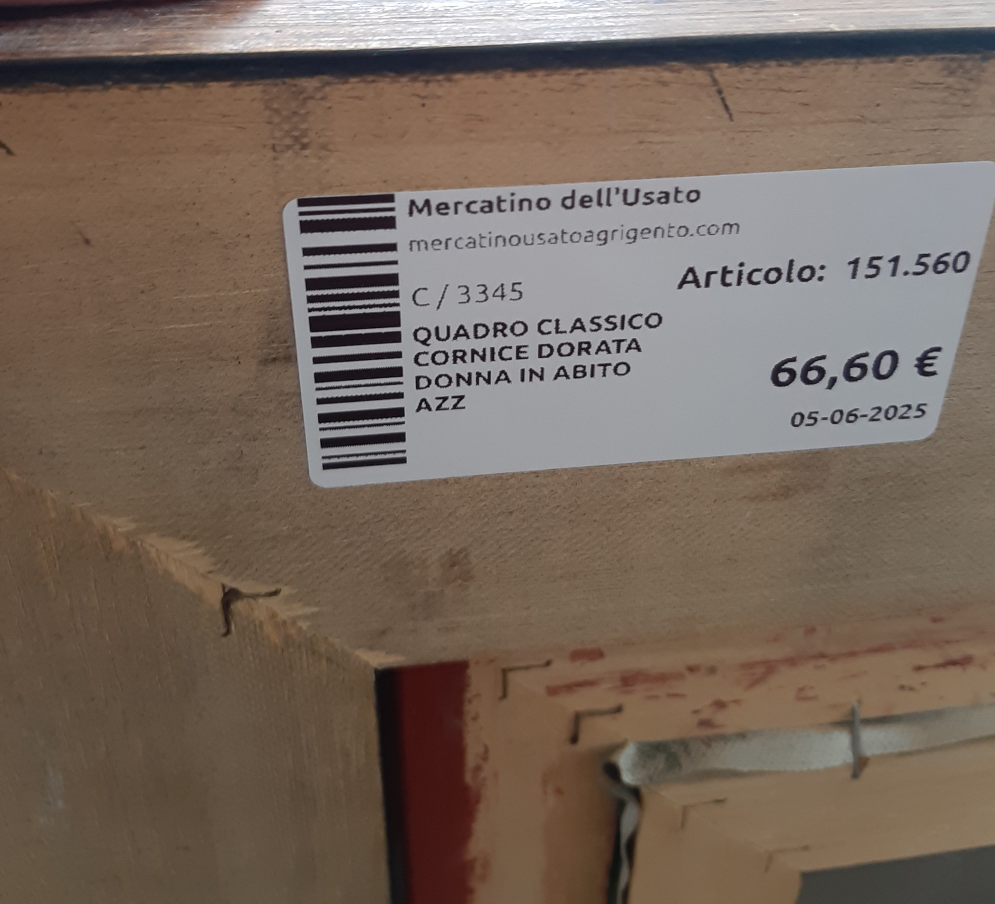 Mercatino dell'Usato
mercatinousatoagrigento.com
Articolo: 151.560
C / 3345
QUADRO CLASSICO
CORNICE DORATA
DONNA IN ABITO
AZZ
66,60 €
05-06-2025